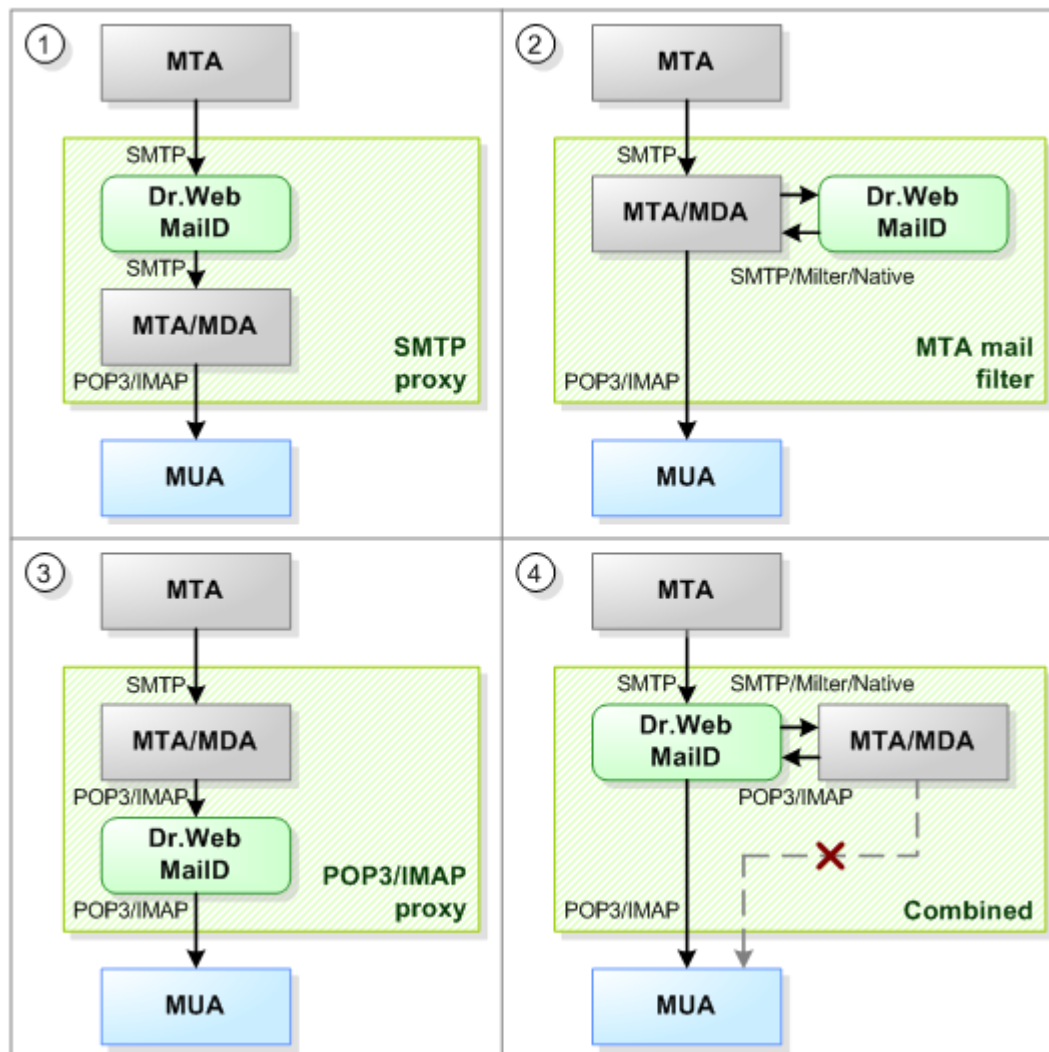 1
MTA
SMTP
Dr.Web
MailD
SMTP
MTA/MDA
SMTP
proxy
POP3/IMAP
MUA
2
MTA
SMTP
MTA/MDA
Dr.Web
MailD
SMTP/Milter/Native
MTA mail
filter
POP3/IMAP
MUA
3
MTA
SMTP
MTA/MDA
POP3/IMAP
Dr.Web
MailD
POP3/IMAP
proxy
POP3/IMAP
MUA
4
MTA
SMTP
SMTP/Milter/Native
Dr.Web
MailD
MTA/MDA
POP3/IMAP
POP3/IMAP
Combined
MUA